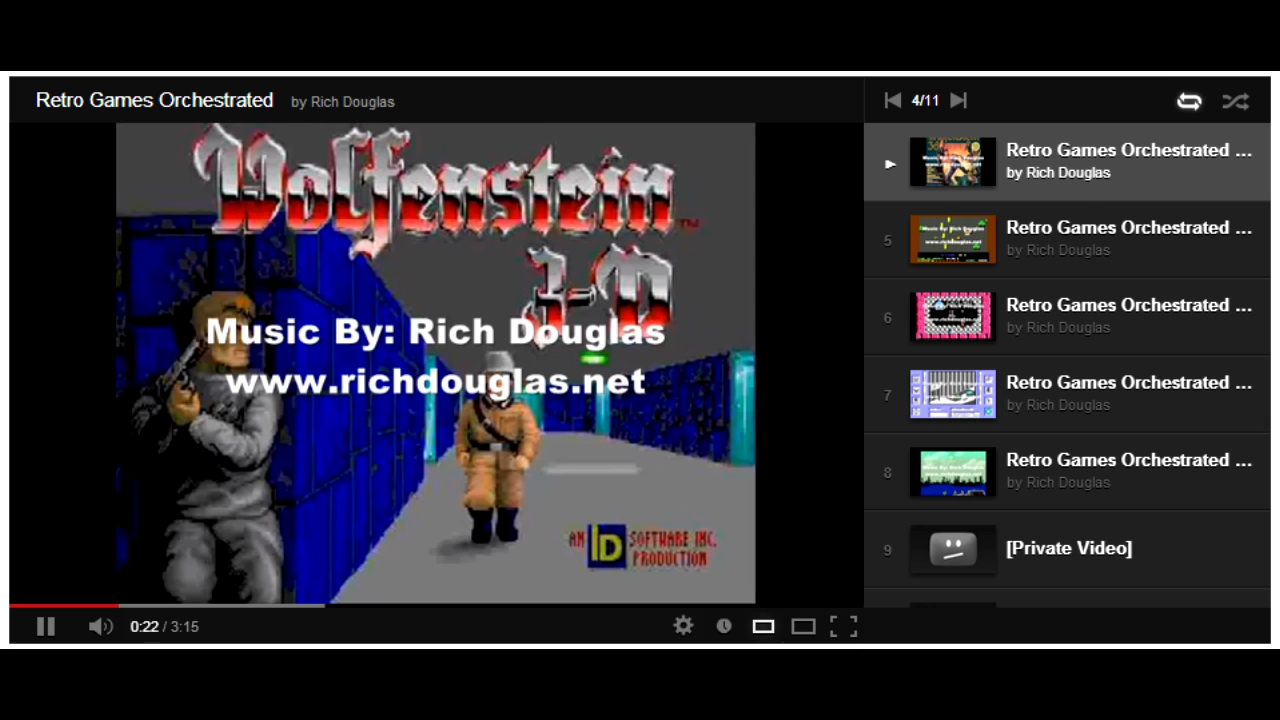 Retro Games Orchestrated by Rich Douglas
4/11
Wolfenstein™
3-D
Music By: Rich Douglas
www.richdouglas.net
AN ID SOFTWARE INC.
PRODUCTION
0:22 / 3:15
Retro Games Orchestrated ...
by Rich Douglas
5
Retro Games Orchestrated ...
by Rich Douglas
6
Retro Games Orchestrated ...
by Rich Douglas
7
Retro Games Orchestrated ...
by Rich Douglas
8
Retro Games Orchestrated ...
by Rich Douglas
9
[Private Video]